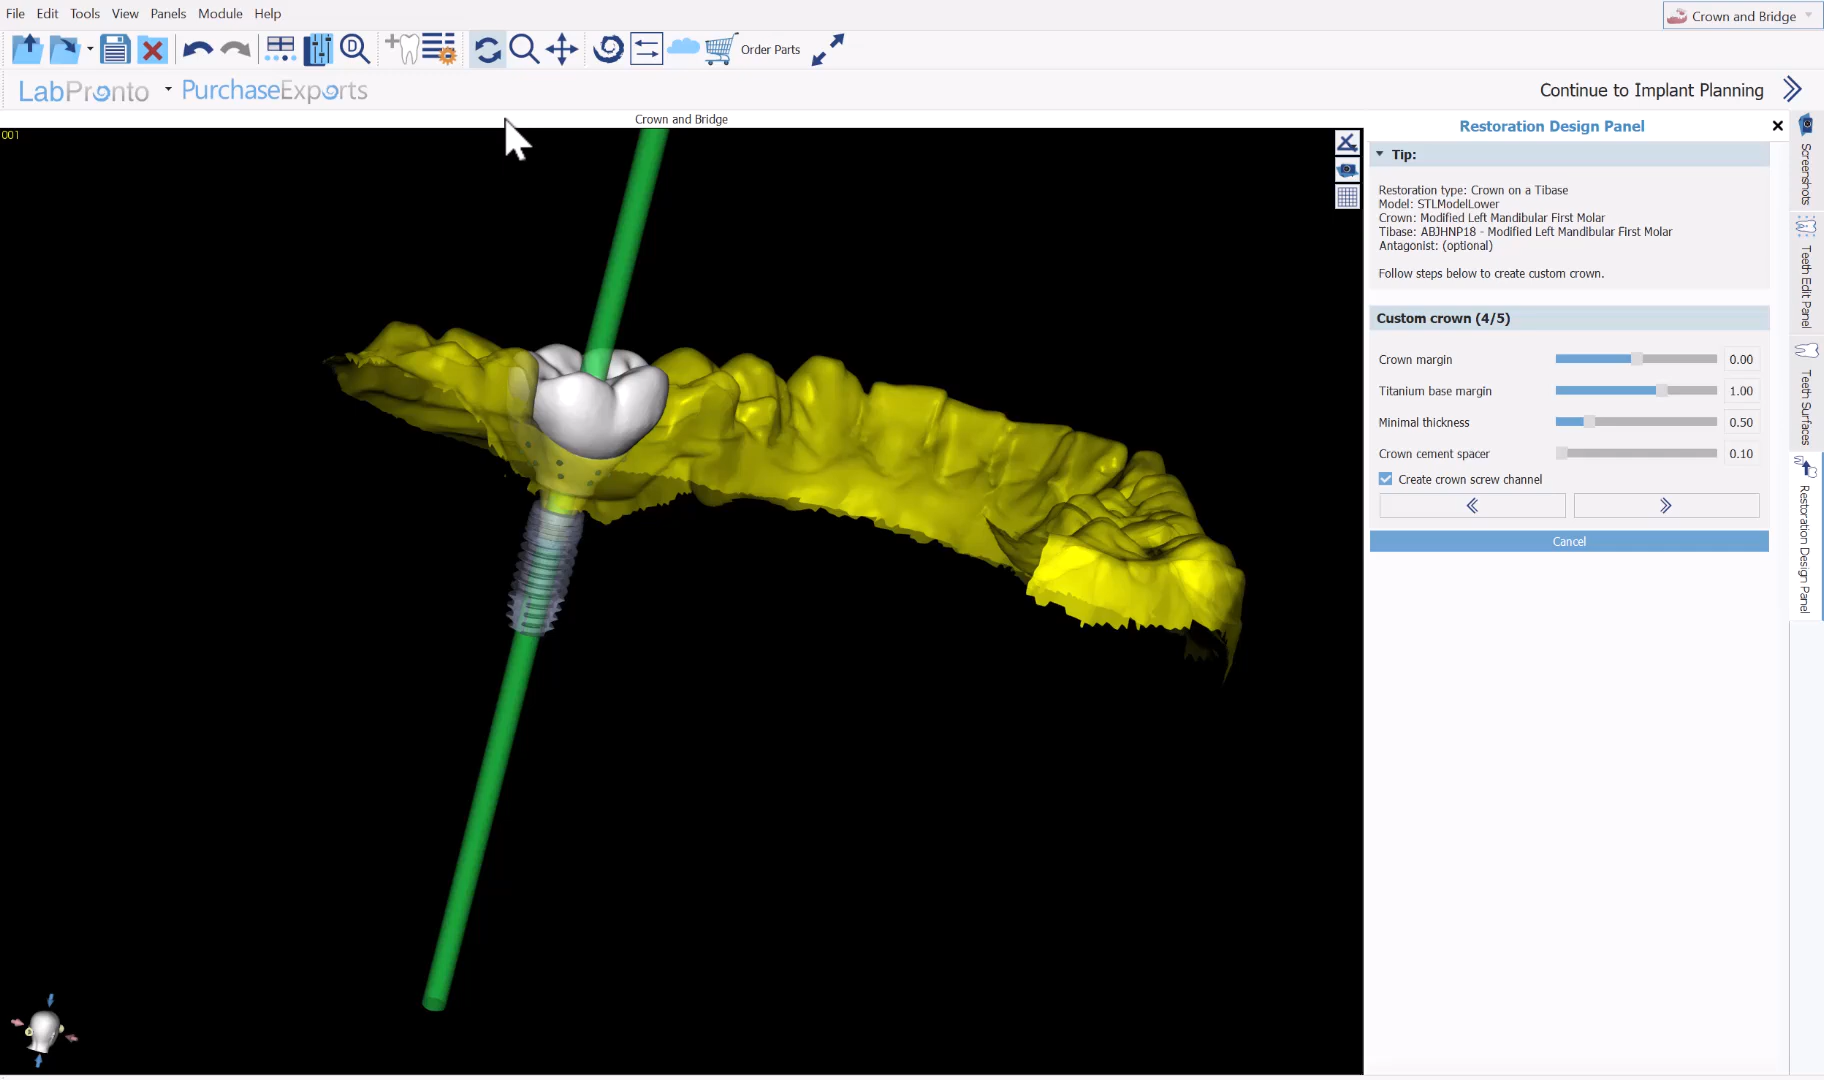 File Edit Tools View Panels Module Help
Crown and Bridge
D
Order Parts
LabPronto PurchaseExports
Continue to Implant Planning
Crown and Bridge
001
Restoration Design Panel
Tip:
Restoration type: Crown on a Tibase
Model: STLModelLower
Crown: Modified Left Mandibular First Molar
Tibase: ABJHNP18 - Modified Left Mandibular First Molar
Antagonist: (optional)
Follow steps below to create custom crown.
Custom crown (4/5)
Crown margin 0.00
Titanium base margin 1.00
Minimal thickness 0.50
Crown cement spacer 0.10
Create crown screw channel
Cancel
Screenshots
Teeth Edit Panel
Teeth Surfaces
Restoration Design Panel